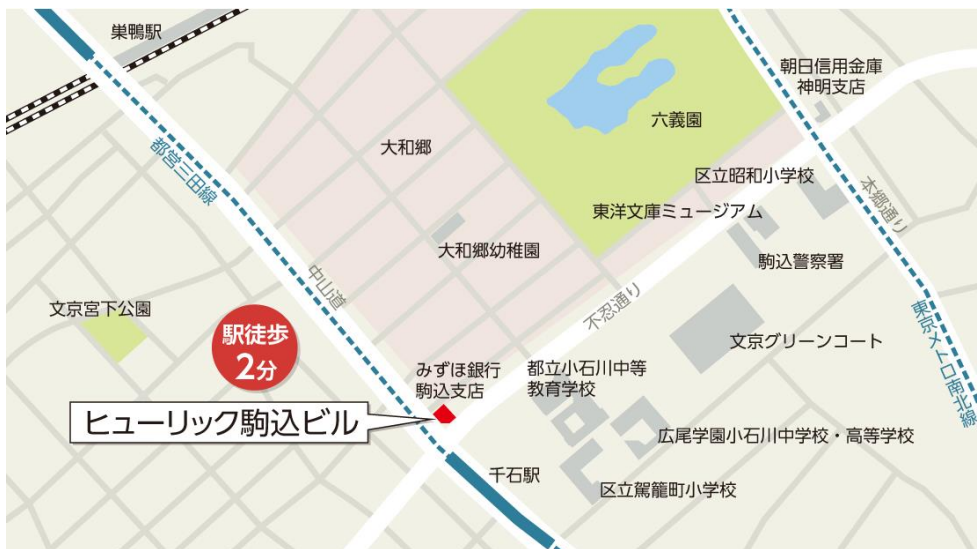 巣鴨駅
朝日信用金庫
神明支店
六義園
大和郷
都営三田線
区立昭和小学校
本郷通り
東洋文庫ミュージアム
大和郷幼稚園
駒込警察署
中山道
不忍通り
文京宮下公園
駅徒歩
2分
文京グリーンコート
東京メトロ南北線
みずほ銀行
駒込支店
都立小石川中等
教育学校
ヒューリック駒込ビル
広尾学園小石川中学校・高等学校
千石駅
区立駕籠町小学校